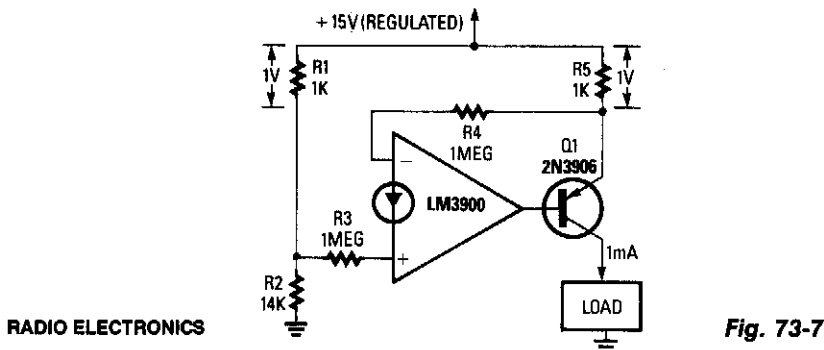 + 15V (REGULATED)
1V
R1
1K
R5
1K
1V
R4
1MEG
Q1
2N3906
−
LM3900
R3
1MEG
+
1mA
R2
14K
LOAD
RADIO ELECTRONICS
Fig. 73-7